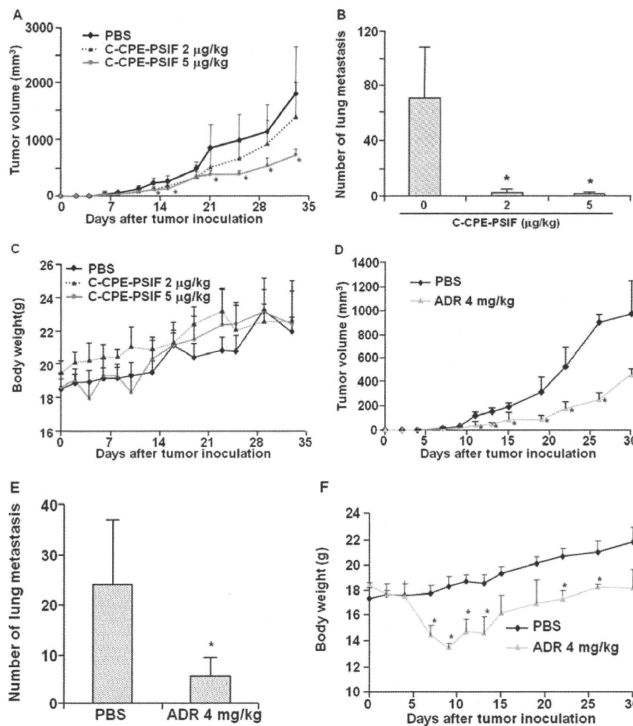 A
PBS
C-CPE-PSIF 2 μg/kg
C-CPE-PSIF 5 μg/kg
Tumor volume (mm³)
3000
2000
1000
0
* * * * *
0 7 14 21 28 35
Days after tumor inoculation
B
Number of lung metastasis
120
80
40
0
* *
0 2 5
C-CPE-PSIF (μg/kg)
C
PBS
C-CPE-PSIF 2 μg/kg
C-CPE-PSIF 5 μg/kg
Body weight(g)
26
24
22
20
18
16
0 7 14 21 28 35
Days after tumor inoculation
D
PBS
ADR 4 mg/kg
Tumor volume (mm³)
1400
1200
1000
800
600
400
200
0
* * * * * *
0 5 10 15 20 25 30
Days after tumor inoculation
E
Number of lung metastasis
40
30
20
10
0
*
PBS ADR 4 mg/kg
F
Body weight (g)
24
22
20
18
16
14
12
10
* * * * * *
PBS
ADR 4 mg/kg
0 5 10 15 20 25 30
Days after tumor inoculation